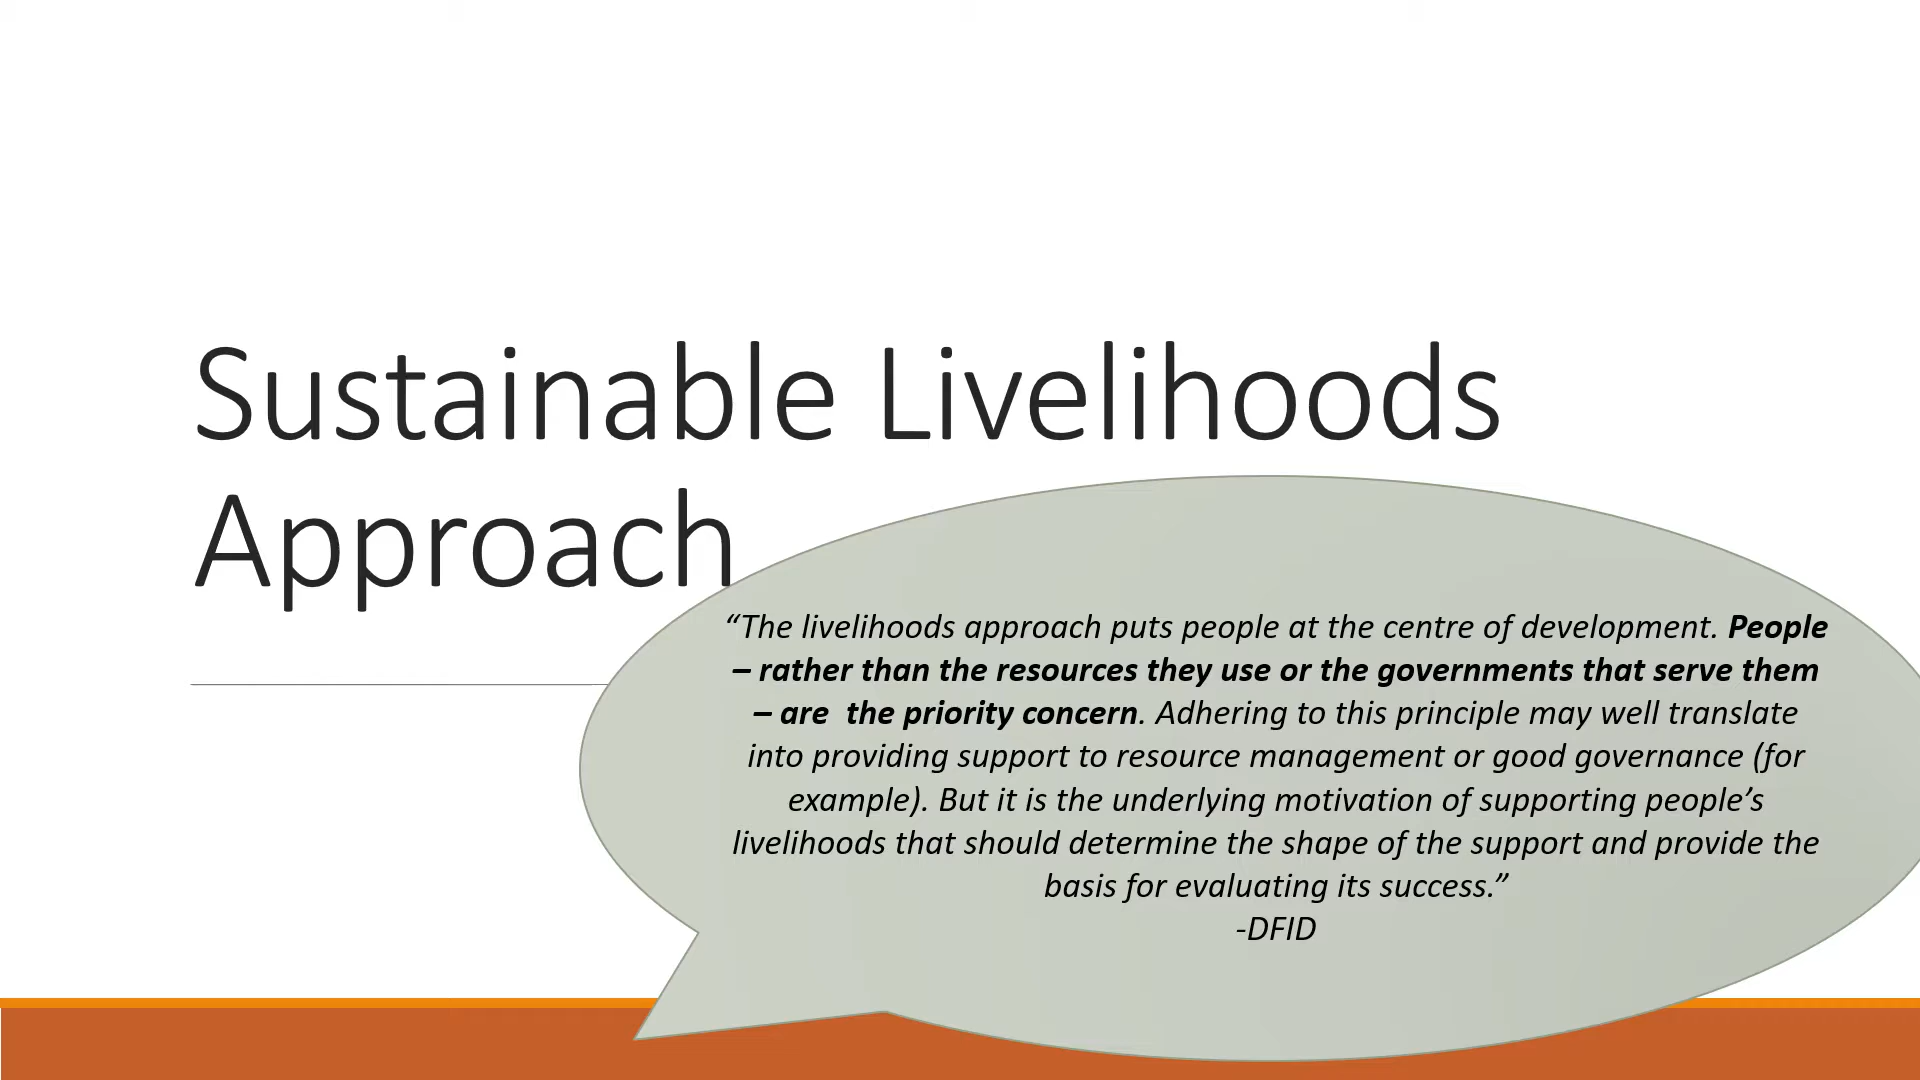 Sustainable Livelihoods
Approach
“The livelihoods approach puts people at the centre of development. People
– rather than the resources they use or the governments that serve them
– are  the priority concern. Adhering to this principle may well translate
into providing support to resource management or good governance (for
example). But it is the underlying motivation of supporting people’s
livelihoods that should determine the shape of the support and provide the
basis for evaluating its success.”
-DFID